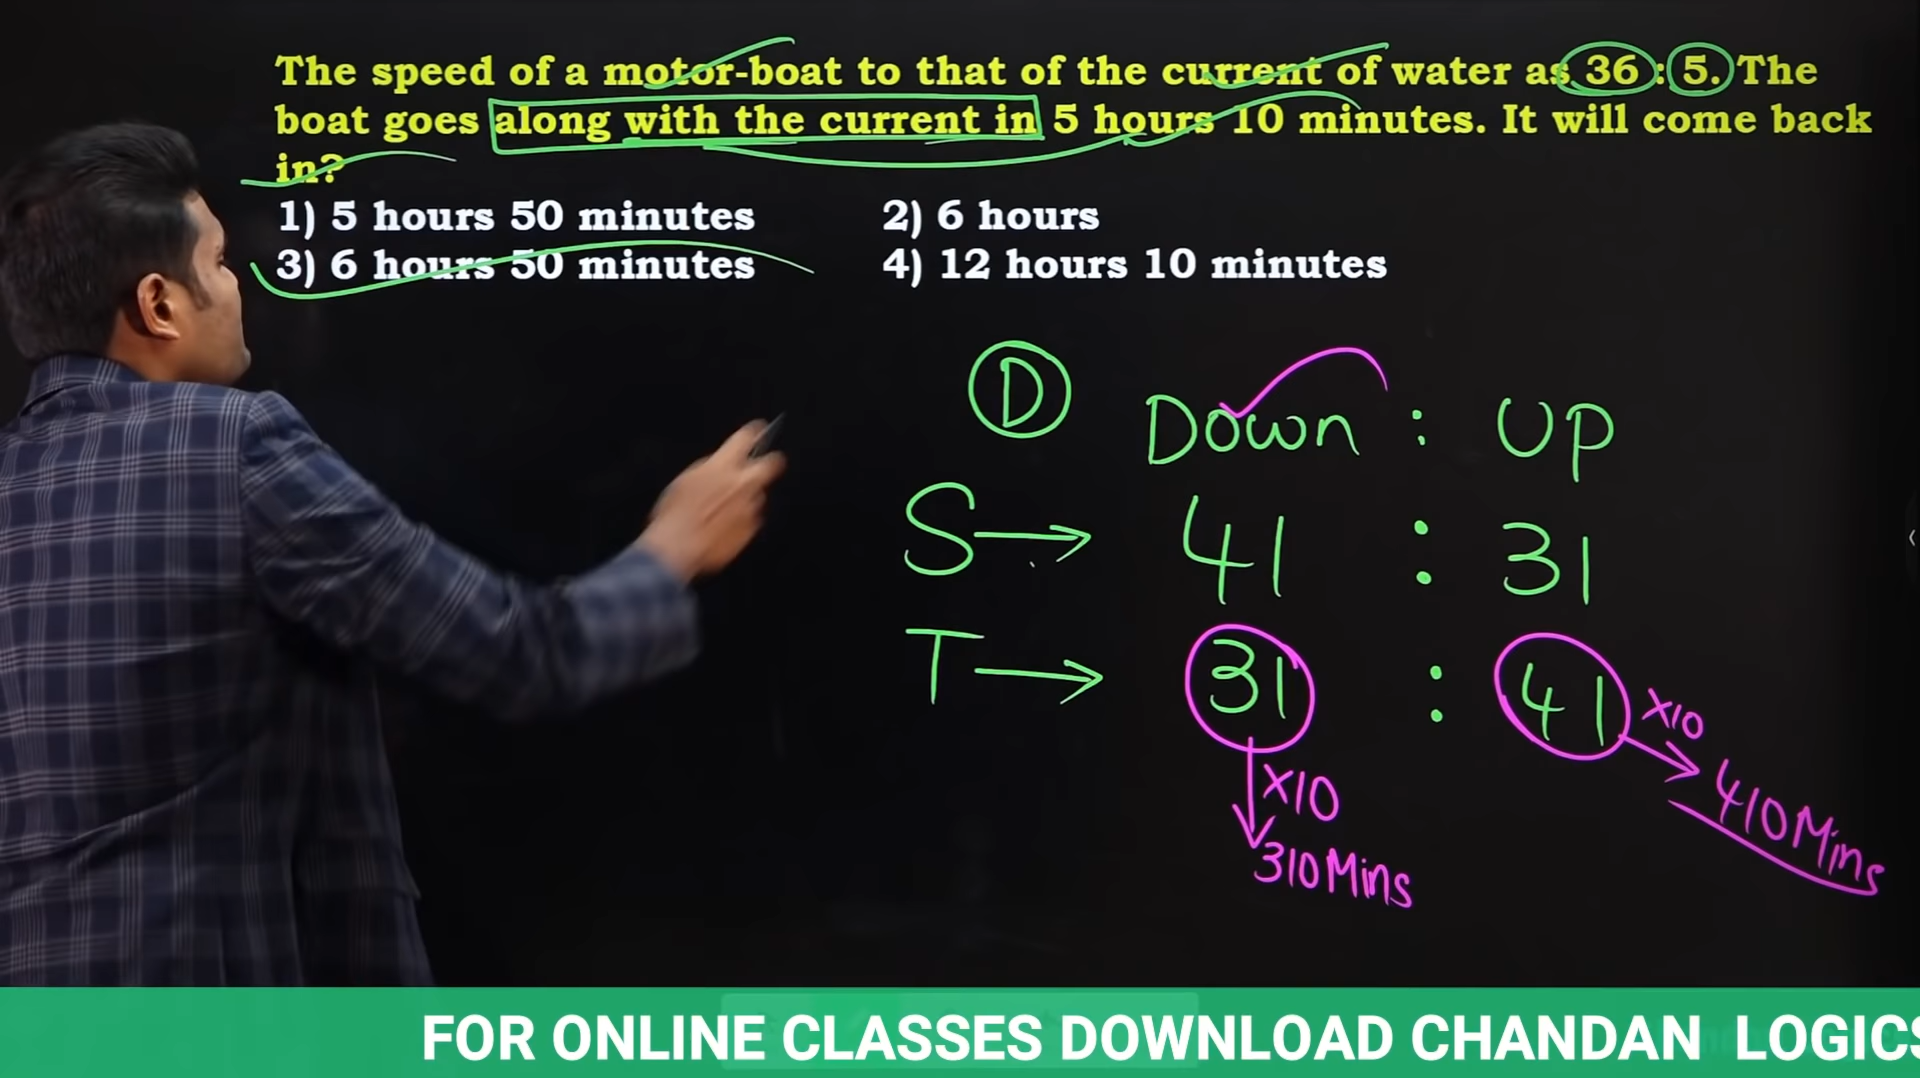 The speed of a motor-boat to that of the current of water as 36 : 5. The
boat goes along with the current in 5 hours 10 minutes. It will come back
in?
1) 5 hours 50 minutes 2) 6 hours
3) 6 hours 50 minutes 4) 12 hours 10 minutes
D Down : Up
S→ 41 : 31
T→ 31 : 41
×10
×10
310 Mins
410 Mins
FOR ONLINE CLASSES DOWNLOAD CHANDAN LOGICS